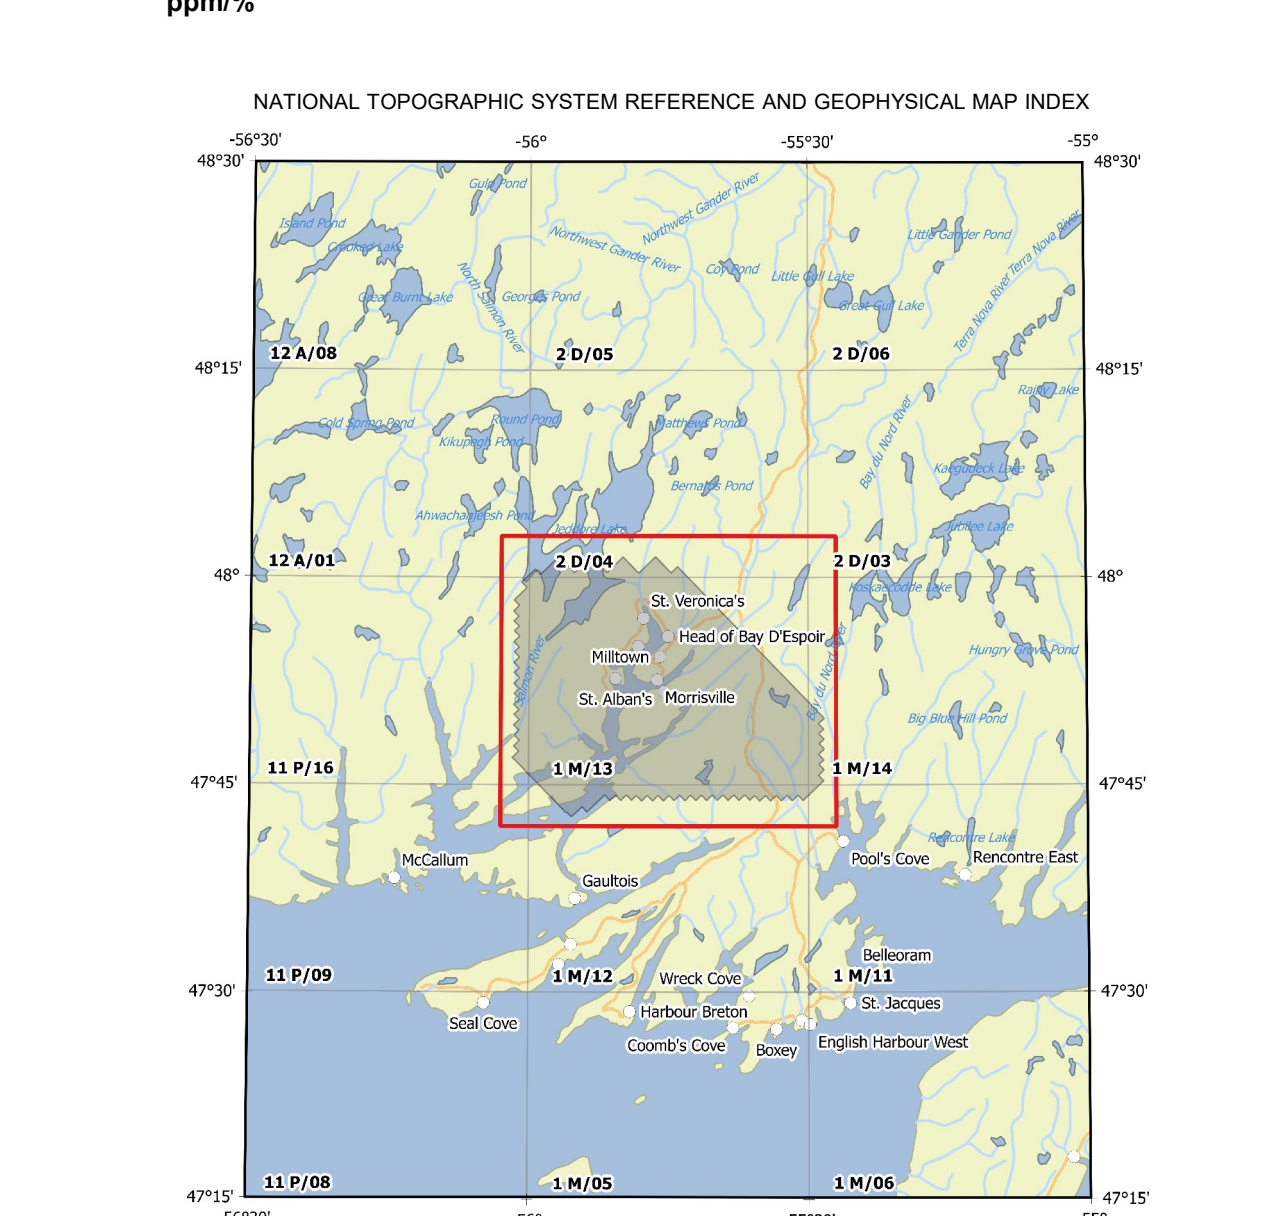 ppm/%
NATIONAL TOPOGRAPHIC SYSTEM REFERENCE AND GEOPHYSICAL MAP INDEX
-56°30' -56° -55°30' -55°
48°30' 48°30'
Gulp Pond
Northwest Gander River
Island Pond
Crooked Lake
Northwest Gander River
Little Gander Pond
Terra Nova River
Coy Pond
Little Gull Lake
North Salmon River
Great Burnt Lake
Georges Pond
Great Gull Lake
Terra Nova River
12 A/08 2 D/05 2 D/06
48°15' 48°15'
Rainy Lake
Cold Spring Pond
Round Pond
Matthews Pond
Kikupegh Pond
Bay du Nord River
Kaegudeck Lake
Bernards Pond
Ahwachanjeesh Pond
Jeddore Lake
Jubilee Lake
12 A/01 2 D/04 2 D/03
48° 48°
Koskaecodde Lake
St. Veronica's
Head of Bay D'Espoir
Milltown
Hungry Grove Pond
Salmon River
Bay du Nord River
St. Alban's
Morrisville
Big Blue Hill Pond
11 P/16 1 M/13 1 M/14
47°45' 47°45'
Rencontre Lake
McCallum
Pool's Cove
Rencontre East
Gaultois
Belleoram
11 P/09 1 M/12 1 M/11
Wreck Cove
47°30' 47°30'
St. Jacques
Harbour Breton
Seal Cove
English Harbour West
Coomb's Cove
Boxey
11 P/08 1 M/05 1 M/06
47°15' 47°15'